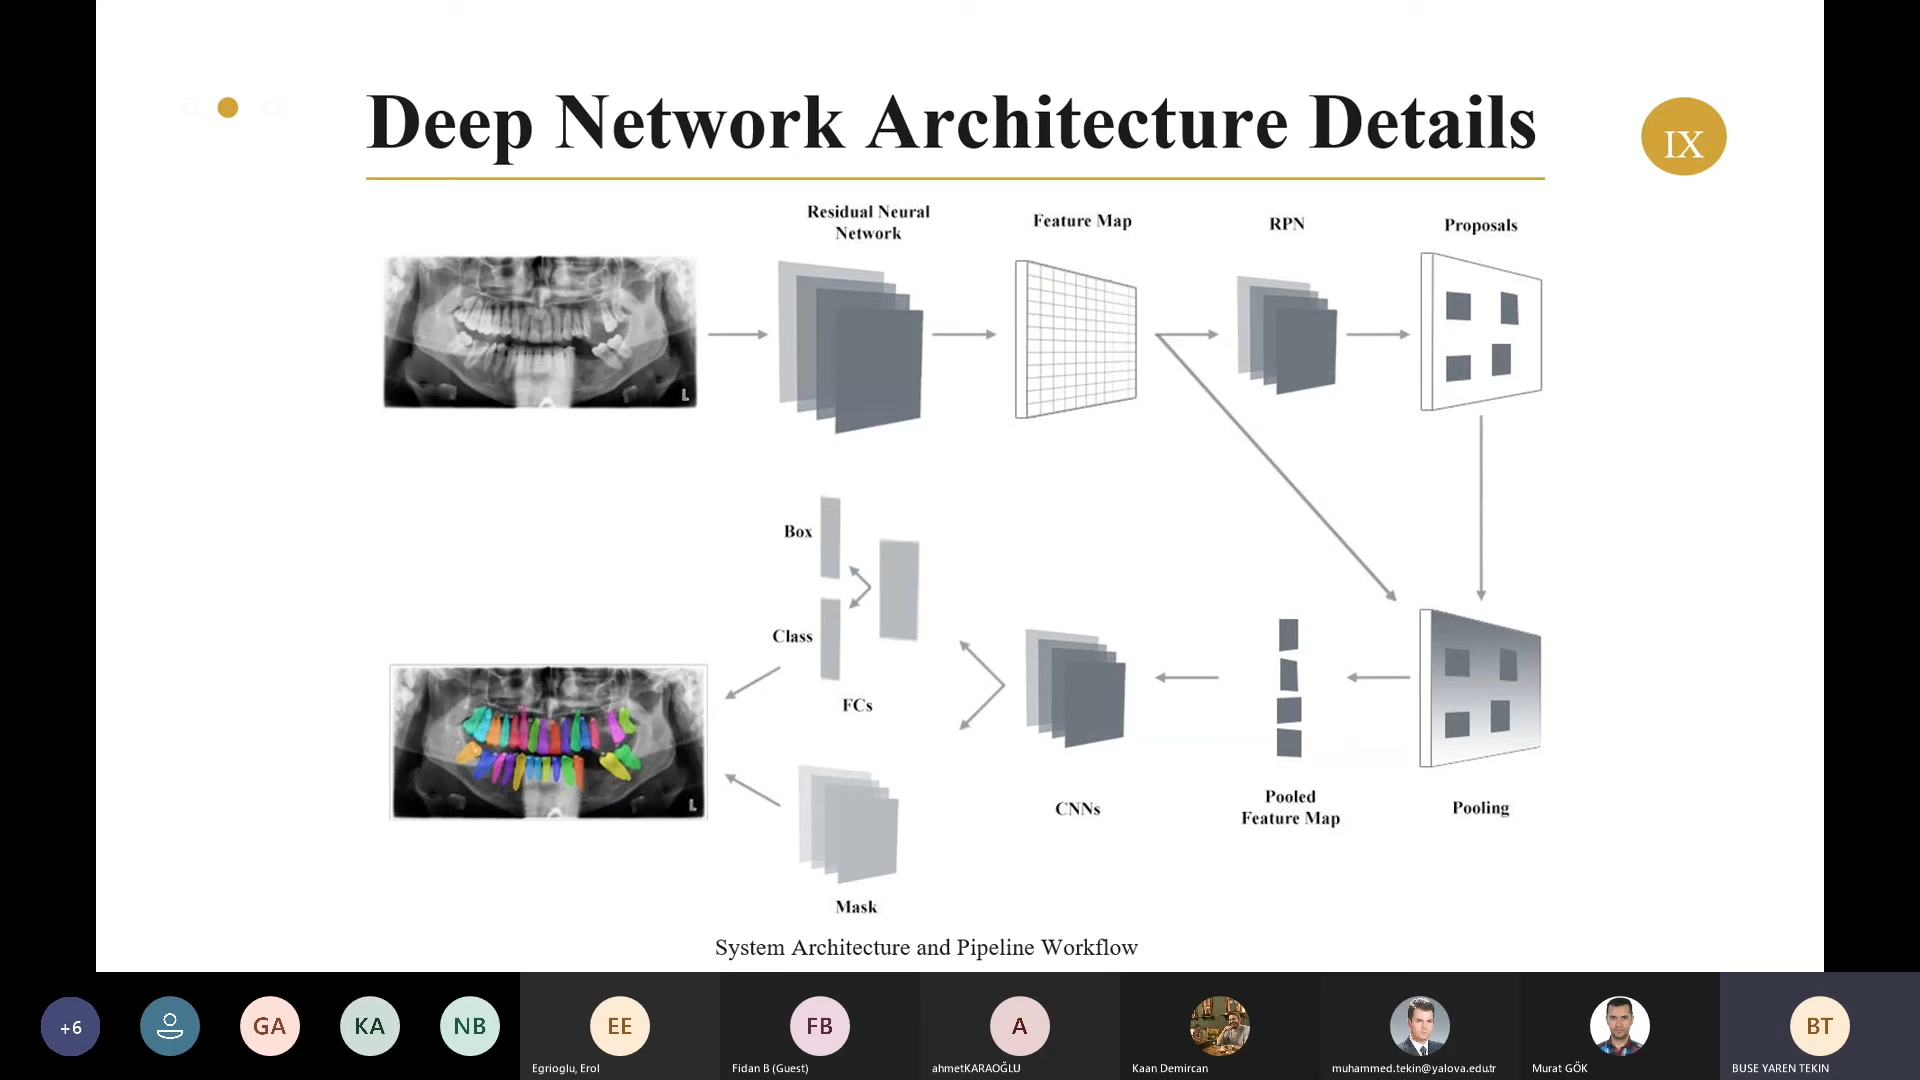 Deep Network Architecture Details
IX
Residual Neural
Network
Feature Map
RPN
Proposals
L
Box
Class
FCs
L
Mask
CNNs
Pooled
Feature Map
Pooling
System Architecture and Pipeline Workflow
+6
GA
KA
NB
EE
Egrioglu, Erol
FB
Fidan B (Guest)
A
ahmetKARAOĞLU
Kaan Demircan
muhammed.tekin@yalova.edu.tr
Murat GÖK
BT
BUSE YAREN TEKIN